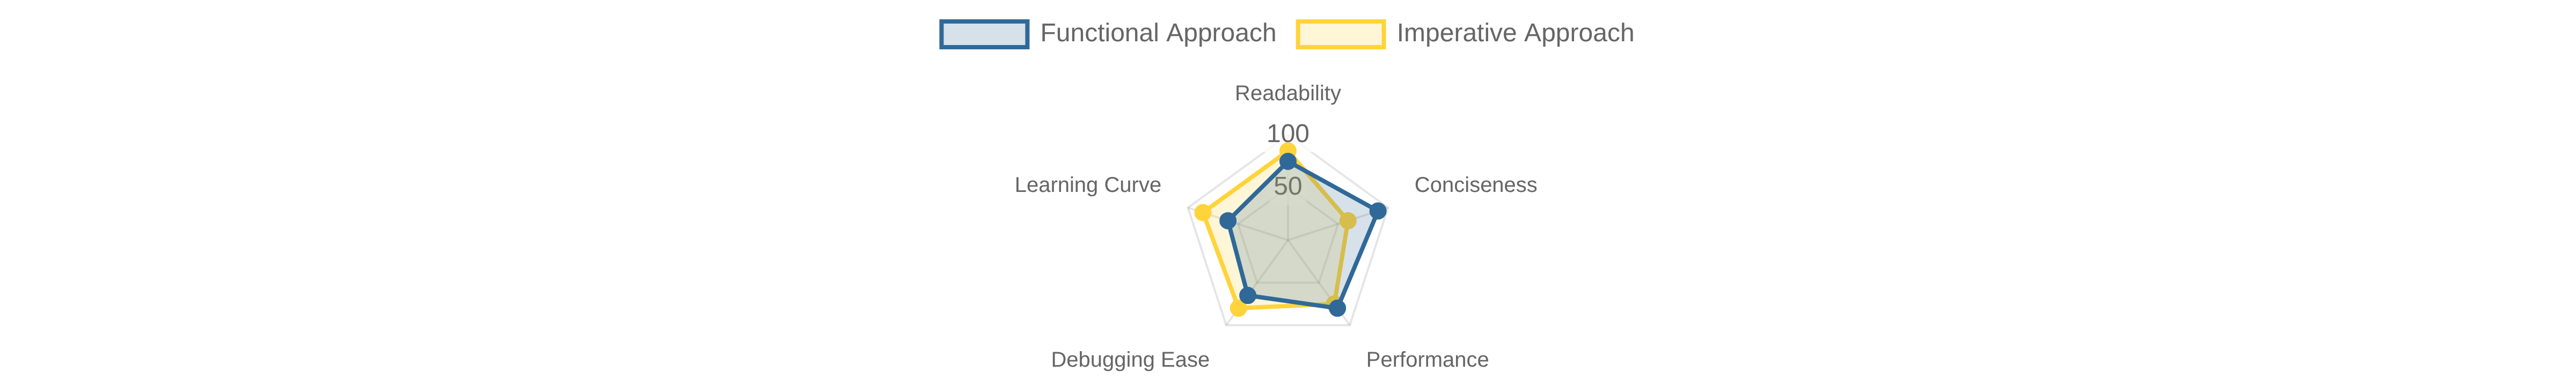 Functional Approach Imperative Approach
Readability
100
Learning Curve 50 Conciseness
Debugging Ease Performance